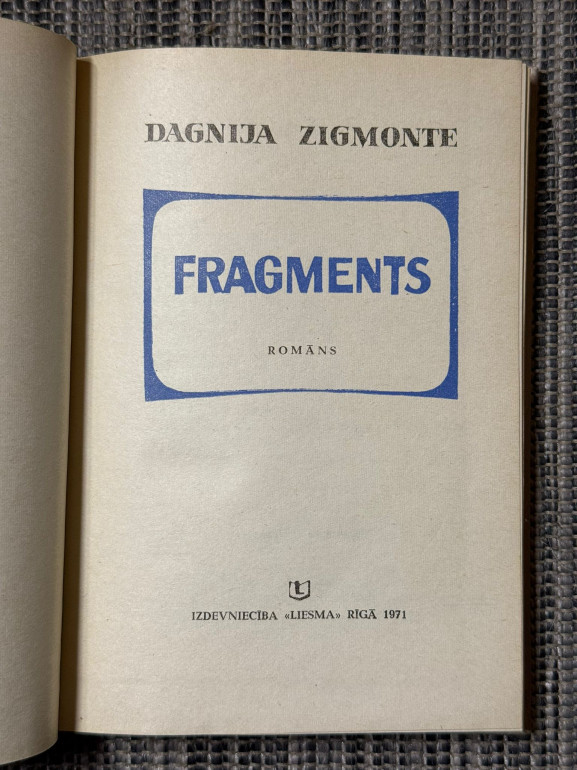 DAGNIJA ZIGMONTE
FRAGMENTS
ROMĀNS
IZDEVNIECĪBA «LIESMA» RĪGĀ 1971